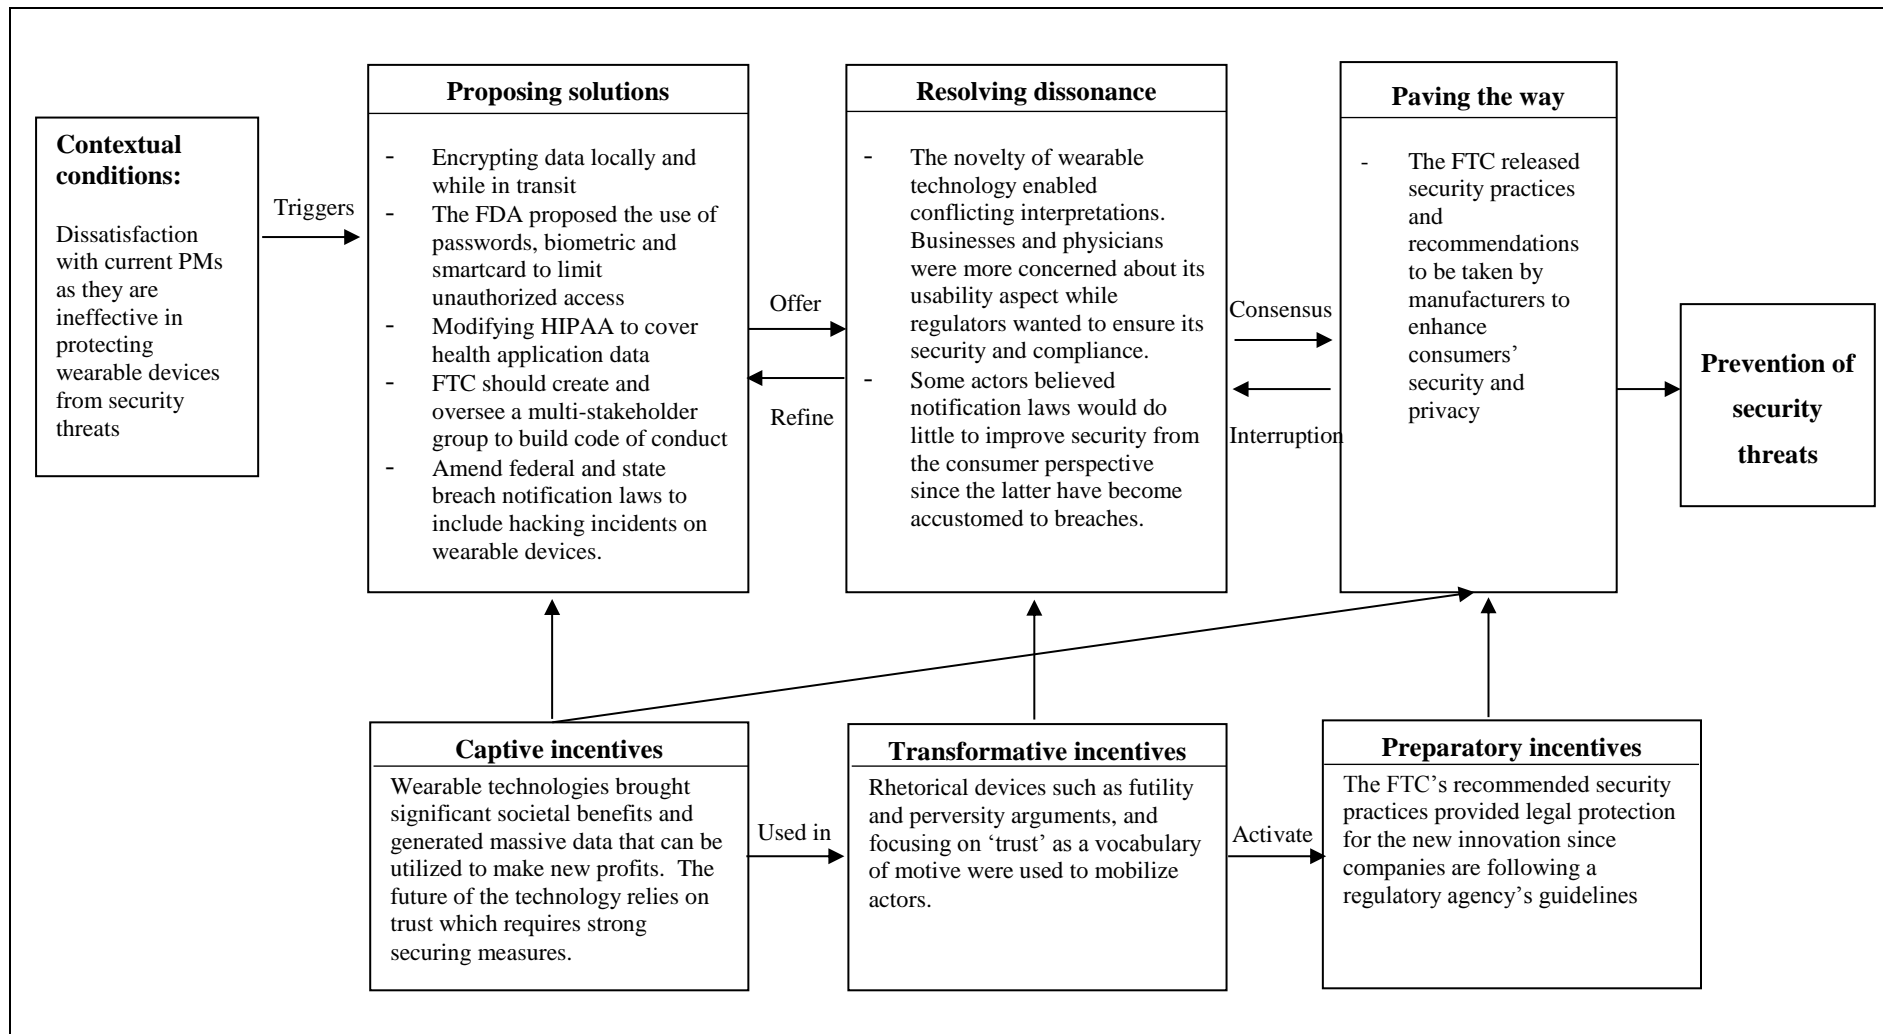 Contextual
conditions:
Dissatisfaction
with current PMs
as they are
ineffective in
protecting
wearable devices
from security
threats
Triggers
Proposing solutions
- Encrypting data locally and
while in transit
- The FDA proposed the use of
passwords, biometric and
smartcard to limit
unauthorized access
- Modifying HIPAA to cover
health application data
- FTC should create and
oversee a multi-stakeholder
group to build code of conduct
- Amend federal and state
breach notification laws to
include hacking incidents on
wearable devices.
Offer
Refine
Resolving dissonance
- The novelty of wearable
technology enabled
conflicting interpretations.
Businesses and physicians
were more concerned about its
usability aspect while
regulators wanted to ensure its
security and compliance.
- Some actors believed
notification laws would do
little to improve security from
the consumer perspective
since the latter have become
accustomed to breaches.
Consensus
Interruption
Paving the way
- The FTC released
security practices
and
recommendations
to be taken by
manufacturers to
enhance
consumers’
security and
privacy
Prevention of
security
threats
Captive incentives
Wearable technologies brought
significant societal benefits and
generated massive data that can be
utilized to make new profits.  The
future of the technology relies on
trust which requires strong
securing measures.
Used in
Transformative incentives
Rhetorical devices such as futility
and perversity arguments, and
focusing on ‘trust’ as a vocabulary
of motive were used to mobilize
actors.
Activate
Preparatory incentives
The FTC’s recommended security
practices provided legal protection
for the new innovation since
companies are following a
regulatory agency’s guidelines